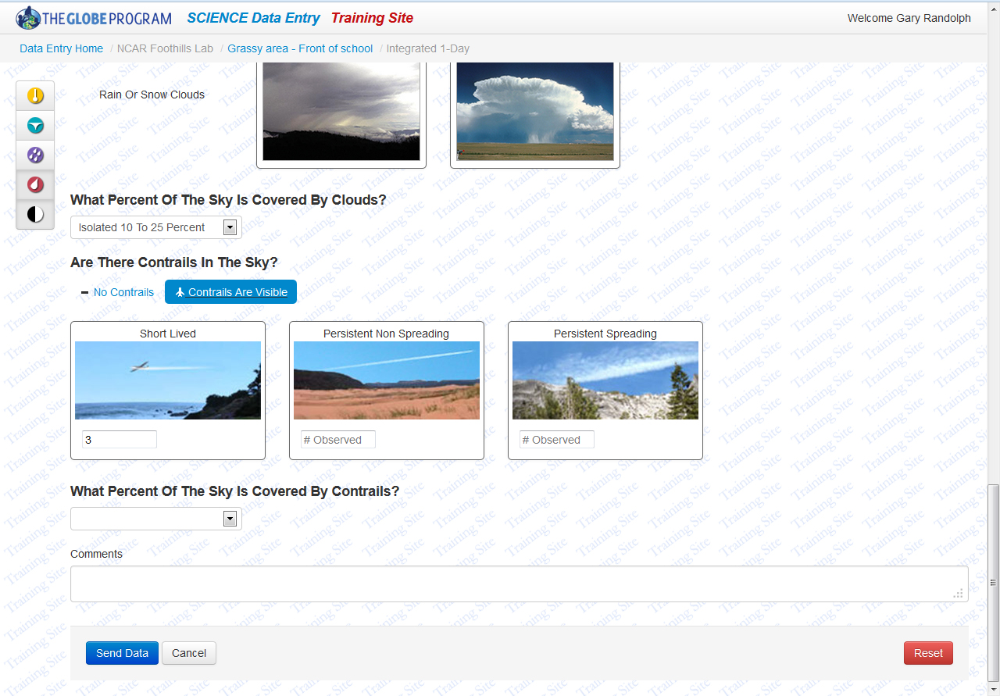 THE GLOBE PROGRAM SCIENCE Data Entry Training Site Welcome Gary Randolph
Data Entry Home / NCAR Foothills Lab / Grassy area - Front of school / Integrated 1-Day
Rain Or Snow Clouds
What Percent Of The Sky Is Covered By Clouds?
Isolated 10 To 25 Percent
Are There Contrails In The Sky?
No Contrails Contrails Are Visible
Short Lived Persistent Non Spreading Persistent Spreading
3 # Observed # Observed
What Percent Of The Sky Is Covered By Contrails?
Comments
Send Data Cancel Reset
Training Site